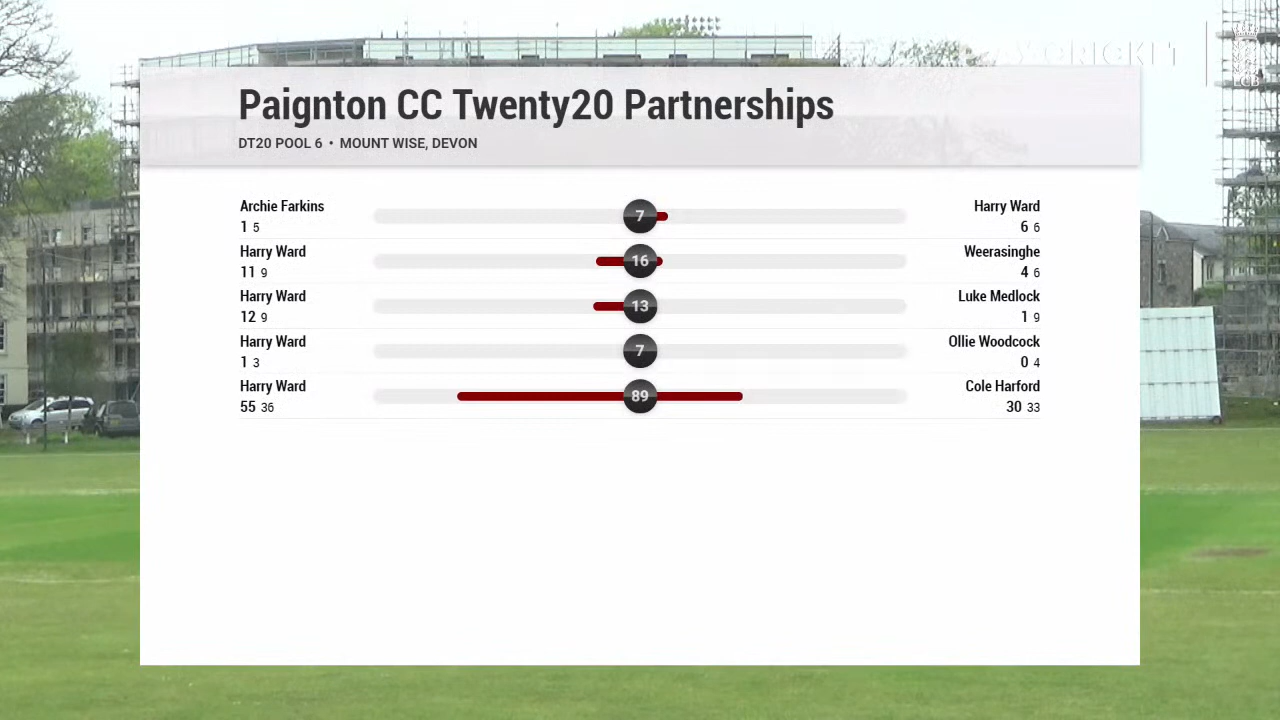 Paignton CC Twenty20 Partnerships
DT20 POOL 6 • MOUNT WISE, DEVON
Archie Farkins 7 Harry Ward
1 5 6 6
Harry Ward 16 Weerasinghe
11 9 4 6
Harry Ward 13 Luke Medlock
12 9 1 9
Harry Ward 7 Ollie Woodcock
1 3 0 4
Harry Ward 89 Cole Harford
55 36 30 33